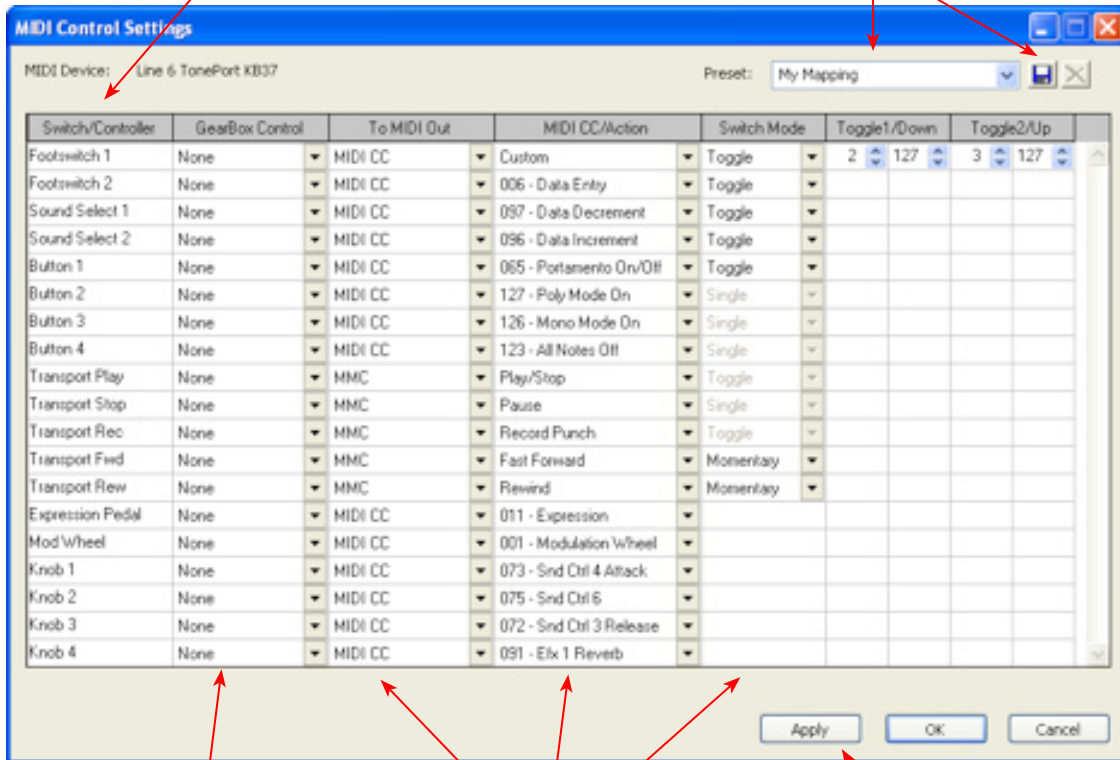 MIDI Control Settings
MIDI Device: Line 6 TonePort KB37 Preset: My Mapping
Switch/Controller GearBox Control To MIDI Out MIDI CC/Action Switch Mode Toggle1/Down Toggle2/Up
Footswitch 1 None MIDI CC Custom Toggle 2 127 3 127
Footswitch 2 None MIDI CC 006 - Data Entry Toggle
Sound Select 1 None MIDI CC 097 - Data Decrement Toggle
Sound Select 2 None MIDI CC 096 - Data Increment Toggle
Button 1 None MIDI CC 065 - Portamento On/Off Toggle
Button 2 None MIDI CC 127 - Poly Mode On Single
Button 3 None MIDI CC 126 - Mono Mode On Single
Button 4 None MIDI CC 123 - All Notes Off Single
Transport Play None MMC Play/Stop Toggle
Transport Stop None MMC Pause Single
Transport Rec None MMC Record Punch Toggle
Transport Fwd None MMC Fast Forward Momentary
Transport Rew None MMC Rewind Momentary
Expression Pedal None MIDI CC 011 - Expression
Mod Wheel None MIDI CC 001 - Modulation Wheel
Knob 1 None MIDI CC 073 - Snd Ctrl 4 Attack
Knob 2 None MIDI CC 075 - Snd Ctrl 6
Knob 3 None MIDI CC 072 - Snd Ctrl 3 Release
Knob 4 None MIDI CC 091 - Efx 1 Reverb
Apply OK Cancel